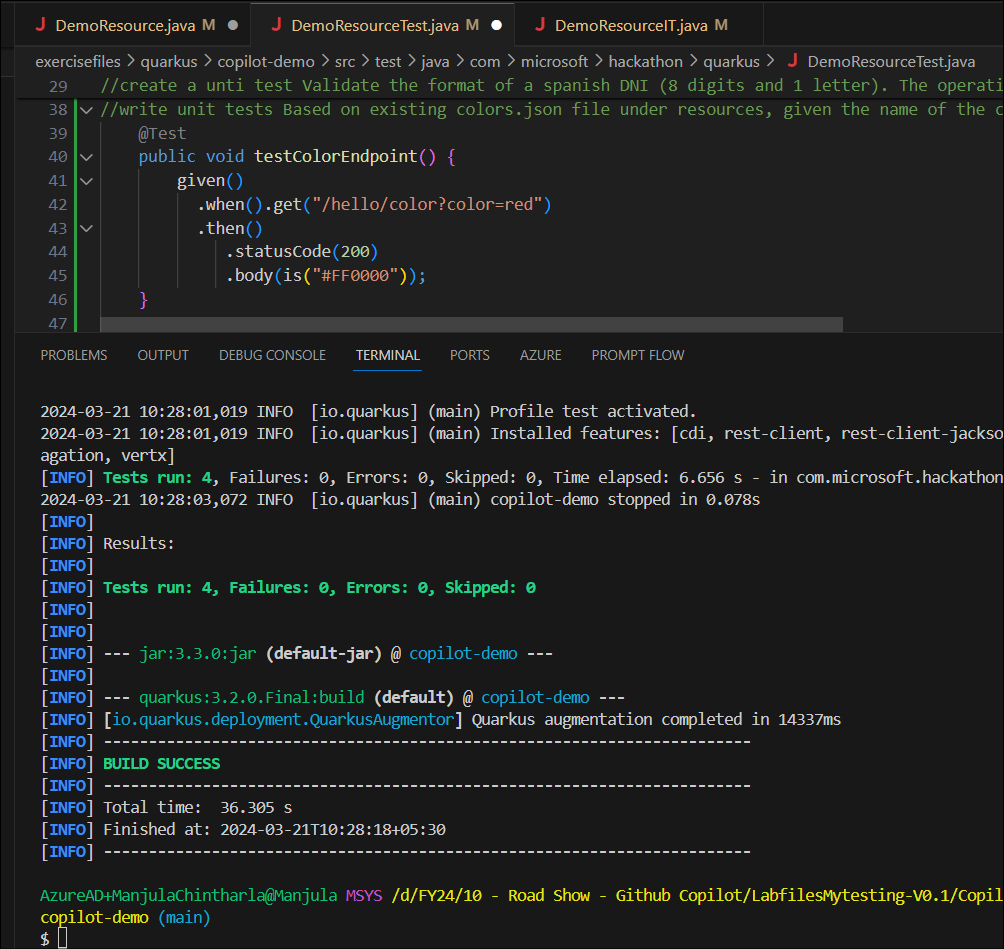 J DemoResource.java M ● J DemoResourceTest.java M ● J DemoResourceIT.java M
exercisefiles > quarkus > copilot-demo > src > test > java > com > microsoft > hackathon > quarkus > J DemoResourceTest.java
29 //create a unti test Validate the format of a spanish DNI (8 digits and 1 letter). The operati
38 //write unit tests Based on existing colors.json file under resources, given the name of the c
39 @Test
40 public void testColorEndpoint() {
41 given()
42 .when().get("/hello/color?color=red")
43 .then()
44 .statusCode(200)
45 .body(is("#FF0000"));
46 }
47
PROBLEMS OUTPUT DEBUG CONSOLE TERMINAL PORTS AZURE PROMPT FLOW
2024-03-21 10:28:01,019 INFO [io.quarkus] (main) Profile test activated.
2024-03-21 10:28:01,019 INFO [io.quarkus] (main) Installed features: [cdi, rest-client, rest-client-jackso
agation, vertx]
[INFO] Tests run: 4, Failures: 0, Errors: 0, Skipped: 0, Time elapsed: 6.656 s - in com.microsoft.hackathon
2024-03-21 10:28:03,072 INFO [io.quarkus] (main) copilot-demo stopped in 0.078s
[INFO]
[INFO] Results:
[INFO]
[INFO] Tests run: 4, Failures: 0, Errors: 0, Skipped: 0
[INFO]
[INFO]
[INFO] --- jar:3.3.0:jar (default-jar) @ copilot-demo ---
[INFO]
[INFO] --- quarkus:3.2.0.Final:build (default) @ copilot-demo ---
[INFO] [io.quarkus.deployment.QuarkusAugmentor] Quarkus augmentation completed in 14337ms
[INFO] ------------------------------------------------------------------------
[INFO] BUILD SUCCESS
[INFO] ------------------------------------------------------------------------
[INFO] Total time: 36.305 s
[INFO] Finished at: 2024-03-21T10:28:18+05:30
[INFO] ------------------------------------------------------------------------
AzureAD+ManjulaChintharla@Manjula MSYS /d/FY24/10 - Road Show - Github Copilot/LabfilesMytesting-V0.1/Copil
copilot-demo (main)
$